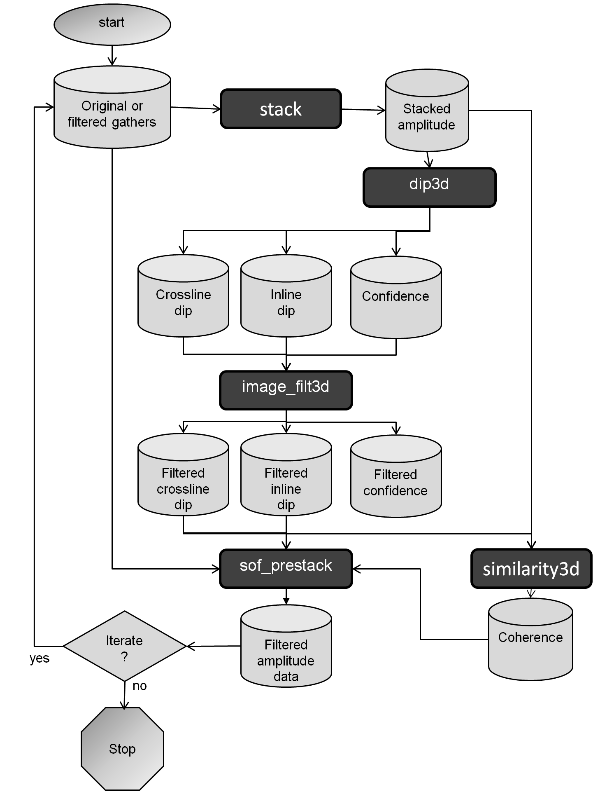 start
Original or
filtered gathers
stack
Stacked
amplitude
dip3d
Crossline
dip
Inline
dip
Confidence
image_filt3d
Filtered
crossline
dip
Filtered
inline
dip
Filtered
confidence
sof_prestack
similarity3d
Iterate
?
Filtered
amplitude
data
Coherence
yes
no
Stop